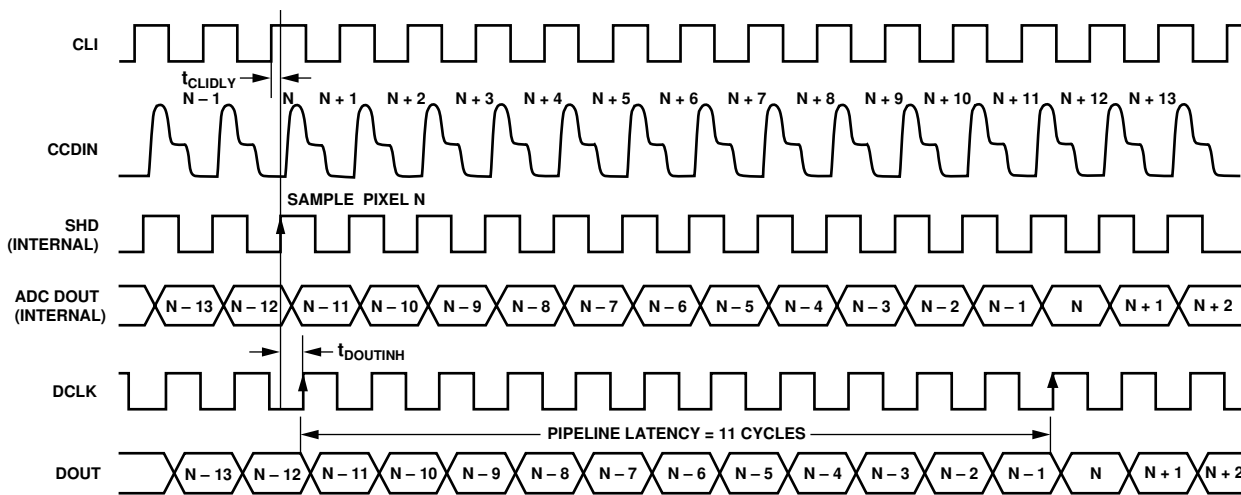 CLI
t_CLIDLY
N – 1 N N + 1 N + 2 N + 3 N + 4 N + 5 N + 6 N + 7 N + 8 N + 9 N + 10 N + 11 N + 12 N + 13
CCDIN
SAMPLE PIXEL N
SHD
(INTERNAL)
ADC DOUT
(INTERNAL)
N – 13 N – 12 N – 11 N – 10 N – 9 N – 8 N – 7 N – 6 N – 5 N – 4 N – 3 N – 2 N – 1 N N + 1 N + 2
t_DOUTINH
DCLK
PIPELINE LATENCY = 11 CYCLES
DOUT
N – 13 N – 12 N – 11 N – 10 N – 9 N – 8 N – 7 N – 6 N – 5 N – 4 N – 3 N – 2 N – 1 N N + 1 N + 2